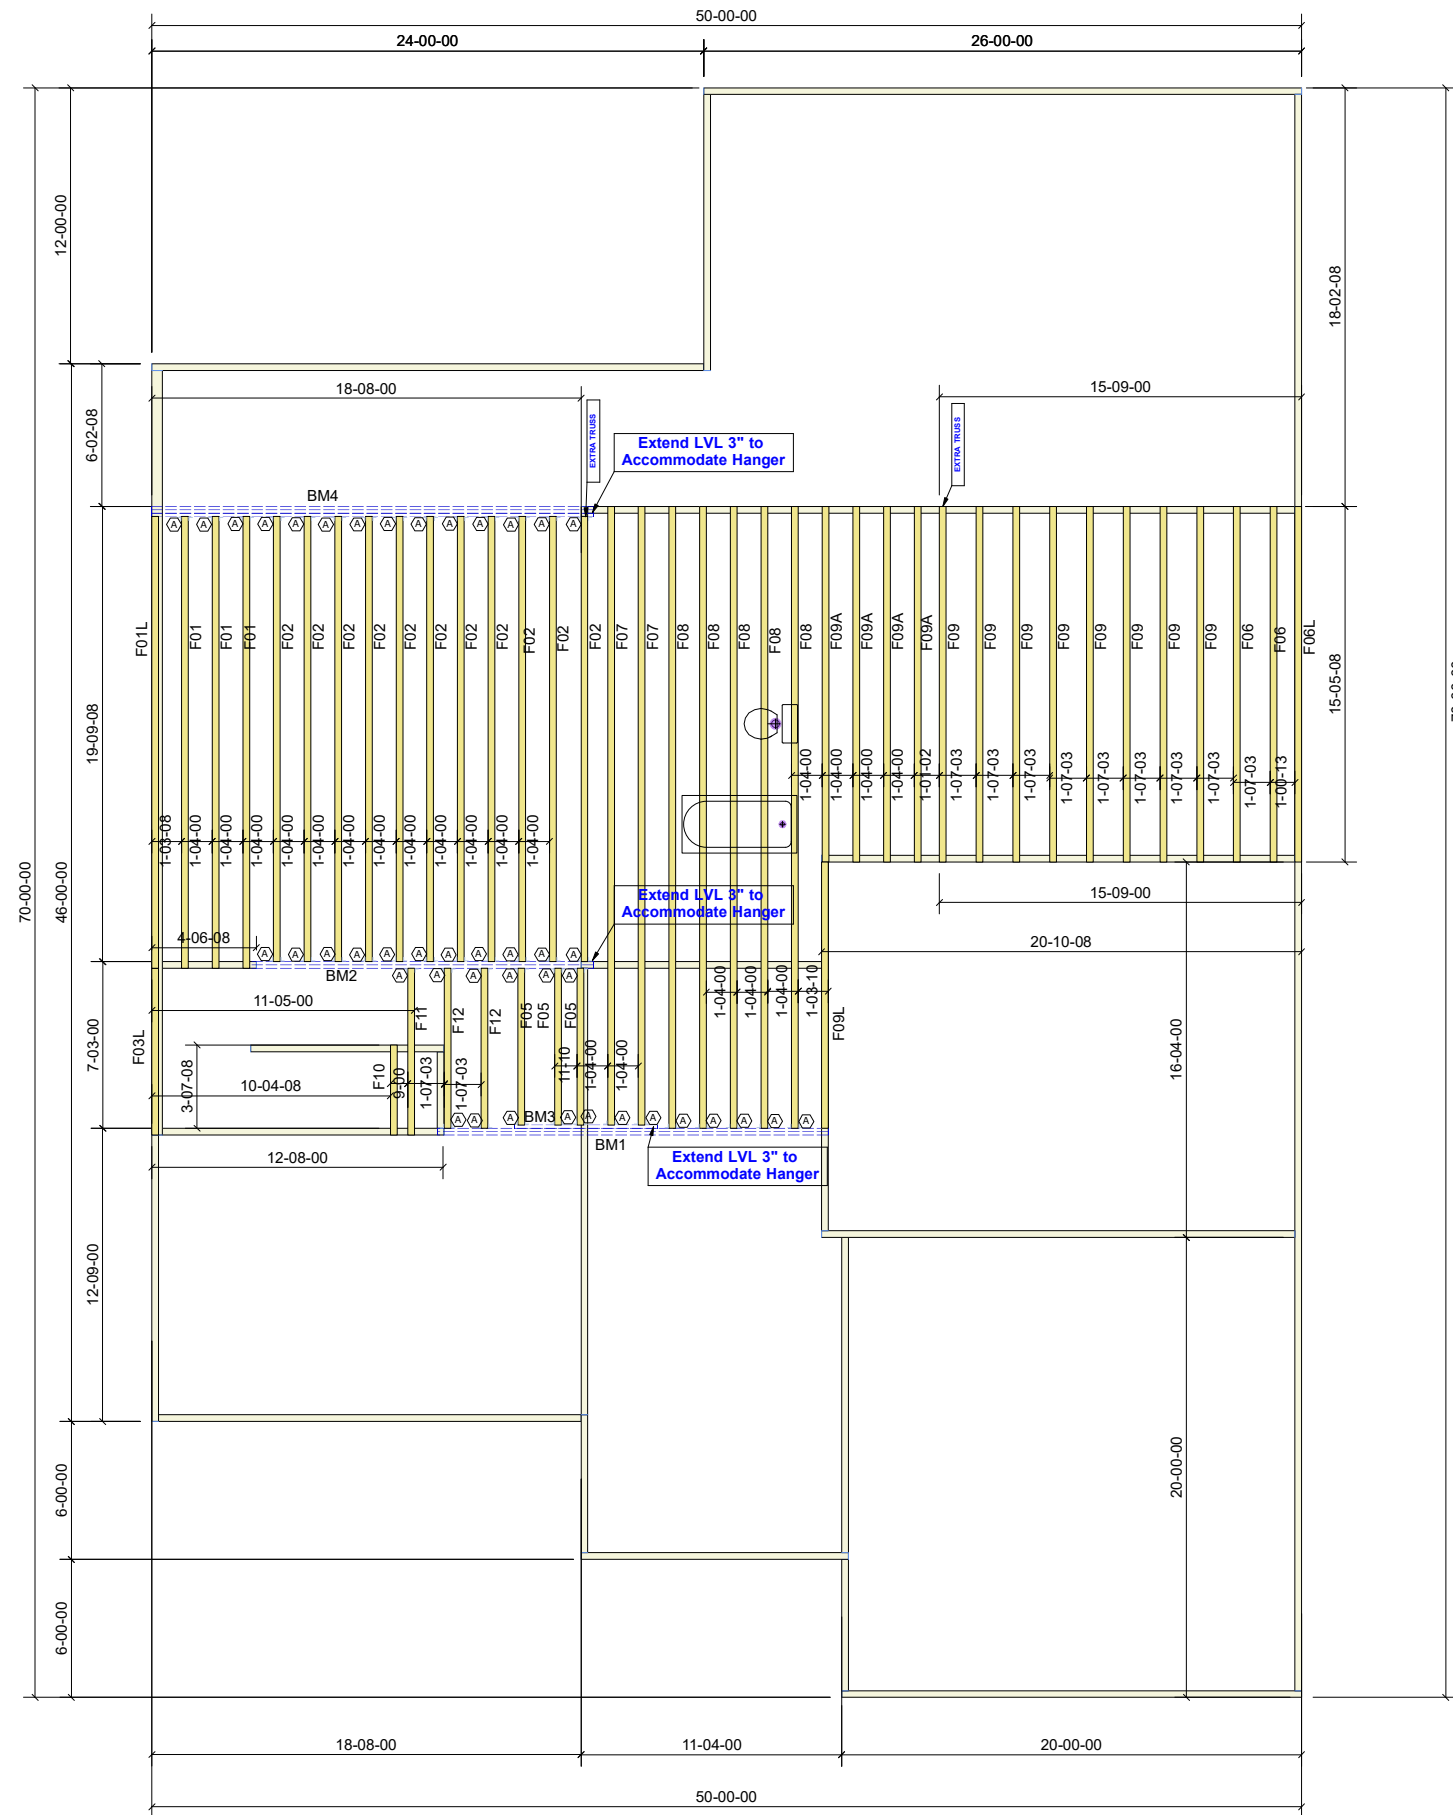 50-00-00
24-00-00
26-00-00
12-00-00
18-02-08
6-02-08
18-08-00
15-09-00
EXTRA TRUSS
EXTRA TRUSS
Extend LVL 3" to
Accommodate Hanger
BM4
A
A
A
A
A
A
A
A
A
A
A
A
A
A
F01L
F01
F01
F01
F02
F02
F02
F02
F02
F02
F02
F02
F02
F02
F02
F07
F07
F08
F08
F08
F08
F08
F09A
F09A
F09A
F09A
F09
F09
F09
F09
F09
F09
F09
F09
F06
F06
F06L
15-05-08
19-09-08
1-04-00
1-04-00
1-04-00
1-04-00
1-01-02
1-07-03
1-07-03
1-07-03
1-07-03
1-07-03
1-07-03
1-07-03
1-07-03
1-00-13
1-03-08
1-04-00
1-04-00
1-04-00
1-04-00
1-04-00
1-04-00
1-04-00
1-04-00
1-04-00
1-04-00
1-04-00
1-04-00
70-00-00
46-00-00
Extend LVL 3" to
Accommodate Hanger
15-09-00
4-06-08
20-10-08
A
A
A
A
A
A
A
A
A
A
A
BM2
A
A
A
A
A
A
11-05-00
1-04-00
1-04-00
1-04-00
1-03-10
F11
F12
F12
F05
F05
F05
F09L
7-03-00
F03L
16-04-00
3-07-08
10-04-08
F10
9-00
1-07-03
1-07-03
11-10
1-04-00
1-04-00
A
A
A
BM3
A
A
A
A
A
A
A
A
A
BM1
12-08-00
Extend LVL 3" to
Accommodate Hanger
12-09-00
6-00-00
20-00-00
6-00-00
18-08-00
11-04-00
20-00-00
50-00-00